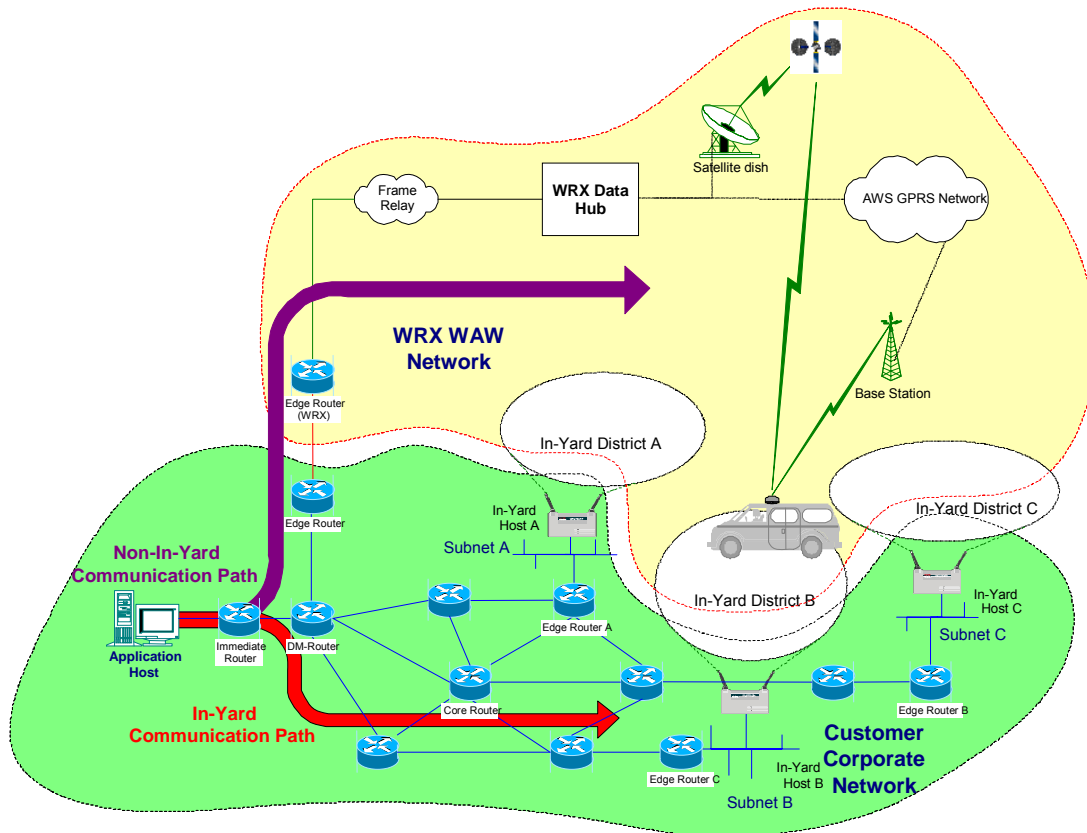 Satellite dish
Frame
Relay
WRX Data
Hub
AWS GPRS Network
WRX WAW
Network
Base Station
Edge Router
(WRX)
In-Yard District A
In-Yard District C
Edge Router
In-Yard
Host A
Subnet A
Non-In-Yard
Communication Path
In-Yard District B
In-Yard
Host C
Subnet C
Edge Router A
Application
Host
Immediate
Router
DM-Router
Core Router
Edge Router B
In-Yard
Communication Path
Customer
Corporate
Network
Edge Router C
In-Yard
Host B
Subnet B